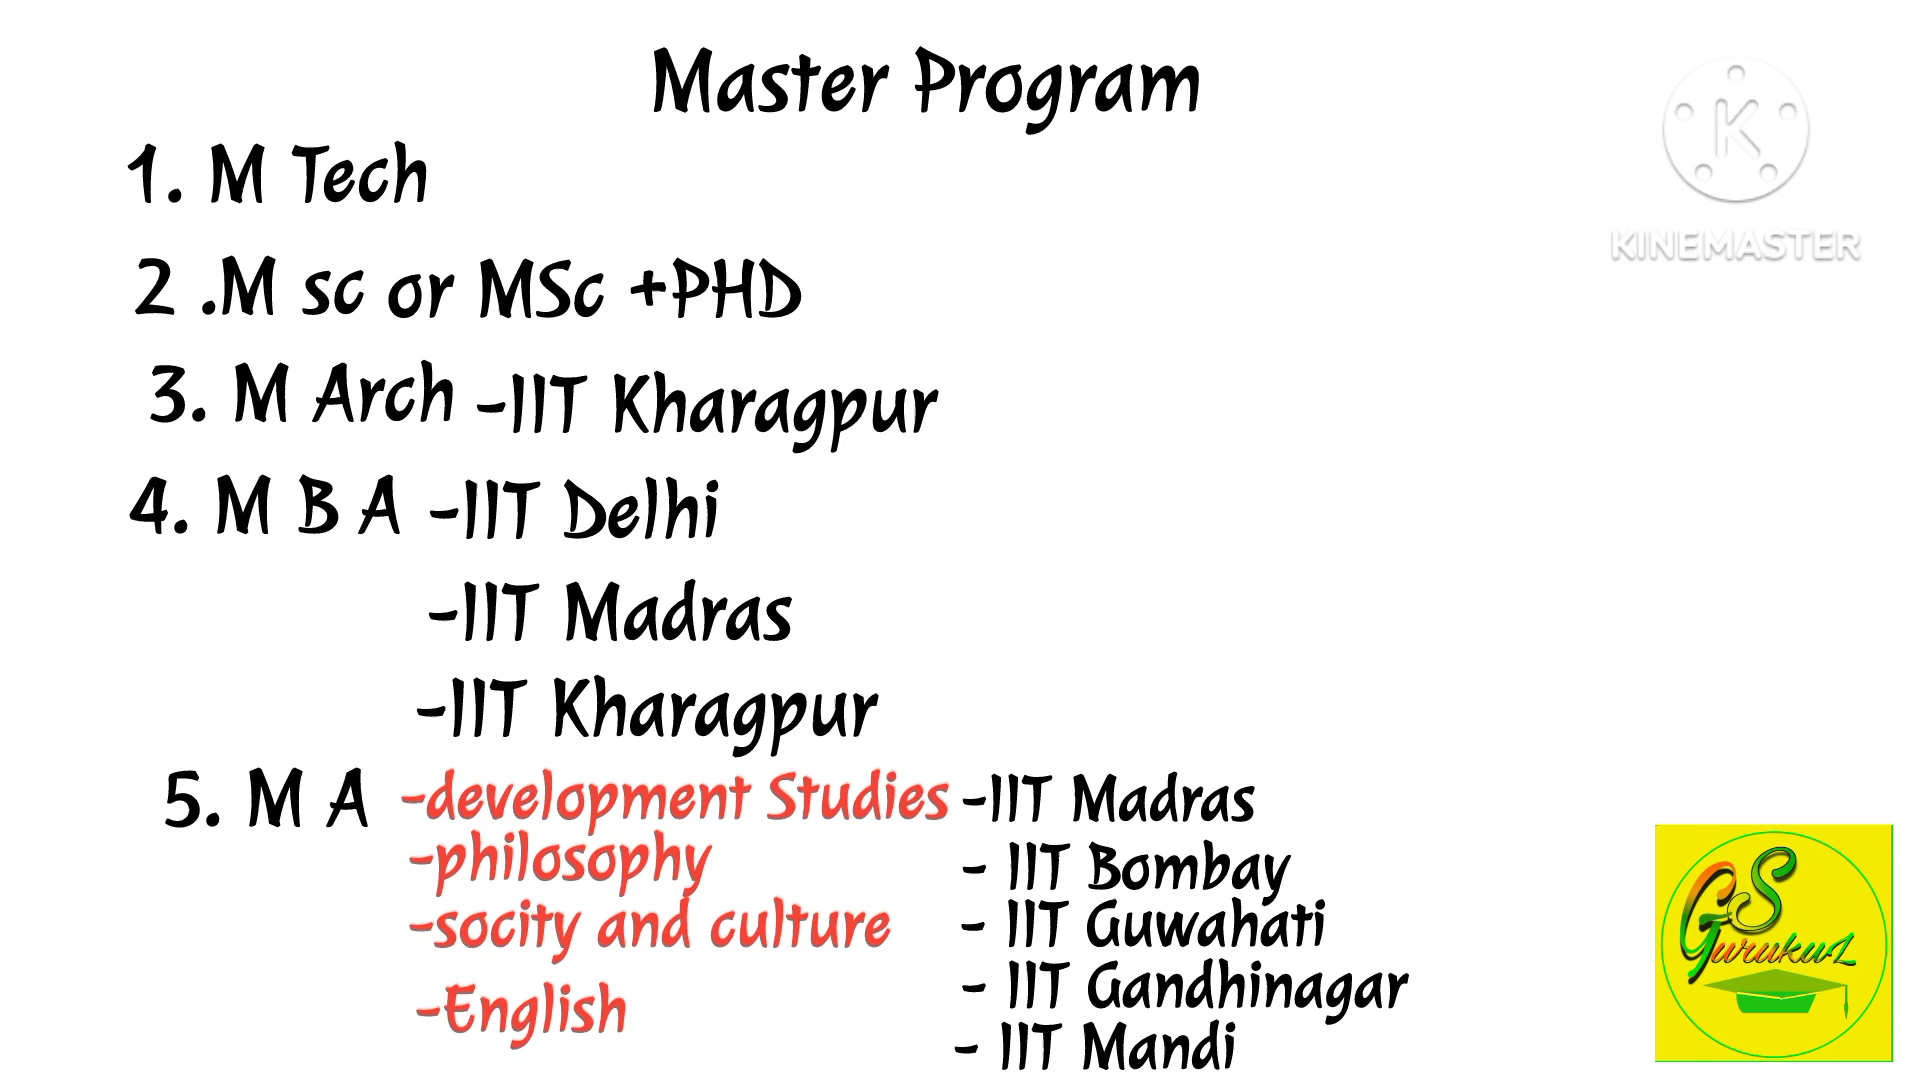 Master Program
1. M Tech
2 .M sc or MSc +PHD
3. M Arch -IIT Kharagpur
4. M B A -IIT Delhi
-IIT Madras
-IIT Kharagpur
5. M A -development Studies -IIT Madras
-philosophy - IIT Bombay
-socity and culture - IIT Guwahati
- IIT Gandhinagar
-English
- IIT Mandi
K
KINEMASTER
GS
GurukuL